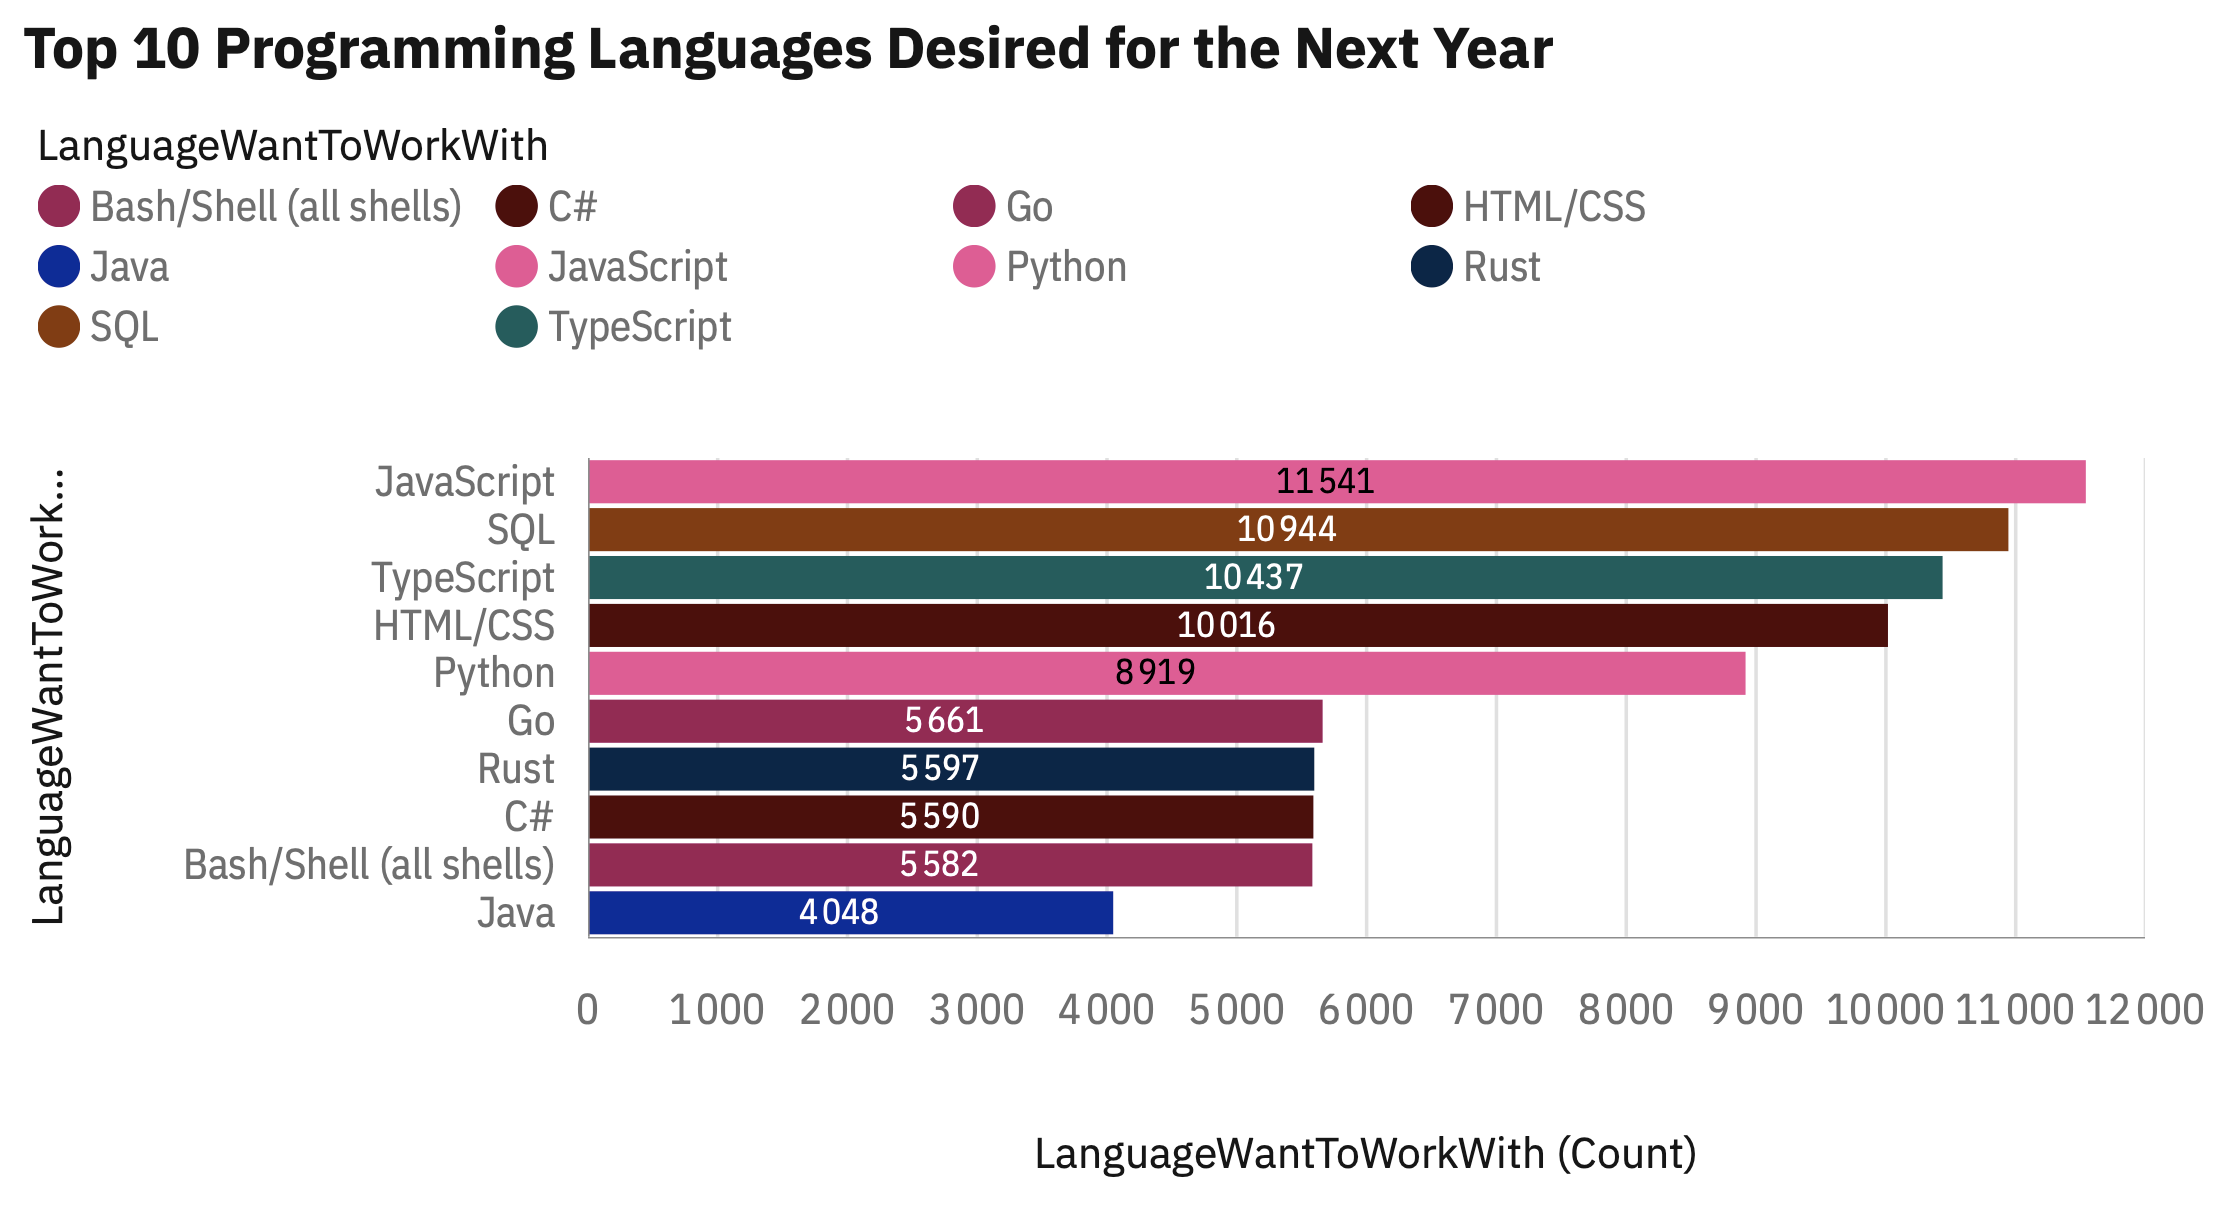 Top 10 Programming Languages Desired for the Next Year
LanguageWantToWorkWith
Bash/Shell (all shells) C# Go HTML/CSS
Java JavaScript Python Rust
SQL TypeScript
LanguageWantToWork...
JavaScript 11 541
SQL 10 944
TypeScript 10 437
HTML/CSS 10 016
Python 8 919
Go 5 661
Rust 5 597
C# 5 590
Bash/Shell (all shells) 5 582
Java 4 048
0 1 000 2 000 3 000 4 000 5 000 6 000 7 000 8 000 9 000 10 000 11 000 12 000
LanguageWantToWorkWith (Count)